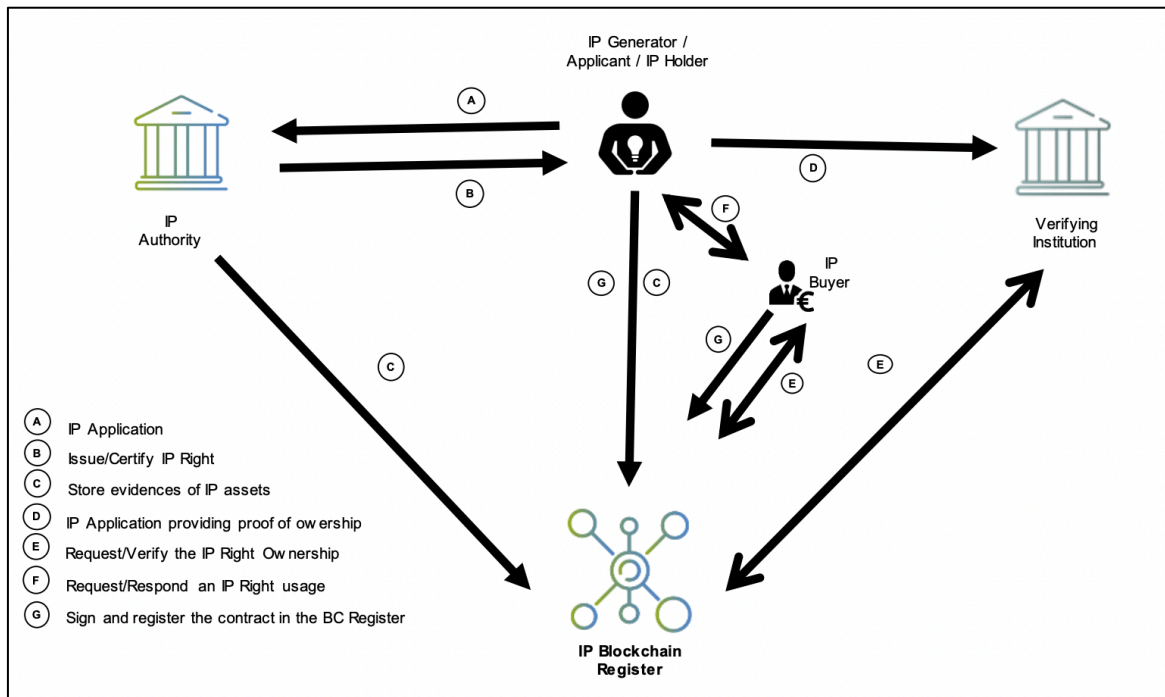 IP Generator /
Applicant / IP Holder
A
B
D
F
IP
Authority
Verifying
Institution
IP
Buyer
€
G
C
G
E
E
C
A IP Application
B Issue/Certify IP Right
C Store evidences of IP assets
D IP Application providing proof of owership
E Request/Verify the IP Right Ownership
F Request/Respond an IP Right usage
G Sign and register the contract in the BC Register
IP Blockchain
Register